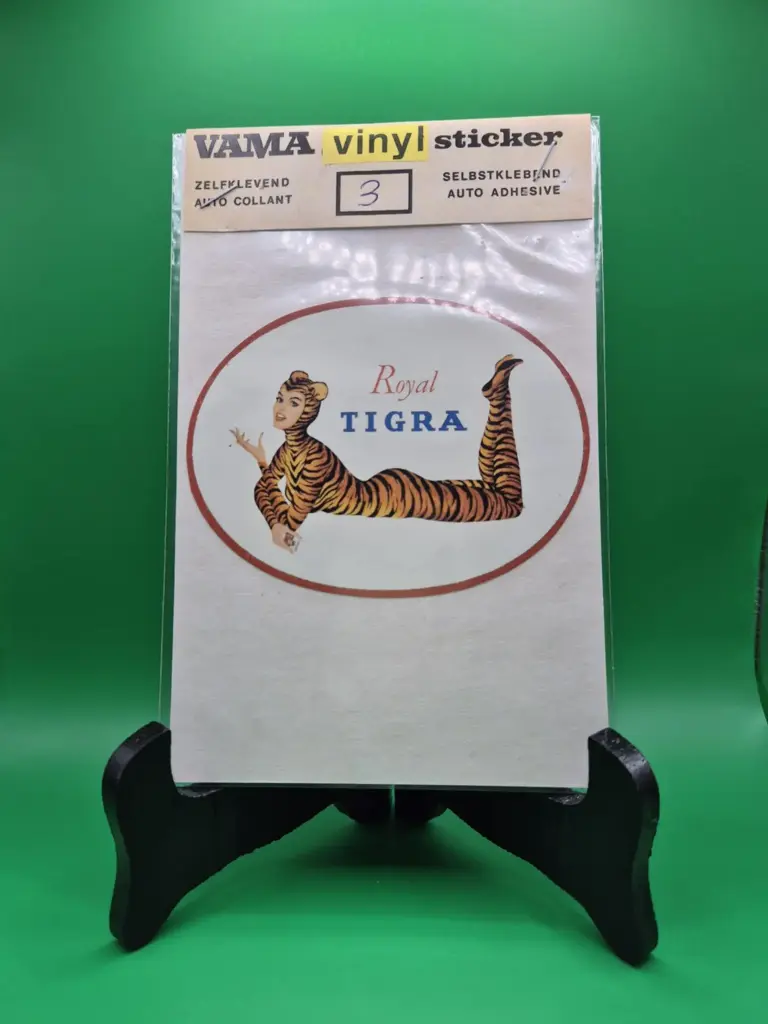 VAMA vinyl sticker
ZELFKLEVEND
AUTO COLLANT
3
SELBSTKLEBEND
AUTO ADHESIVE
Royal
TIGRA